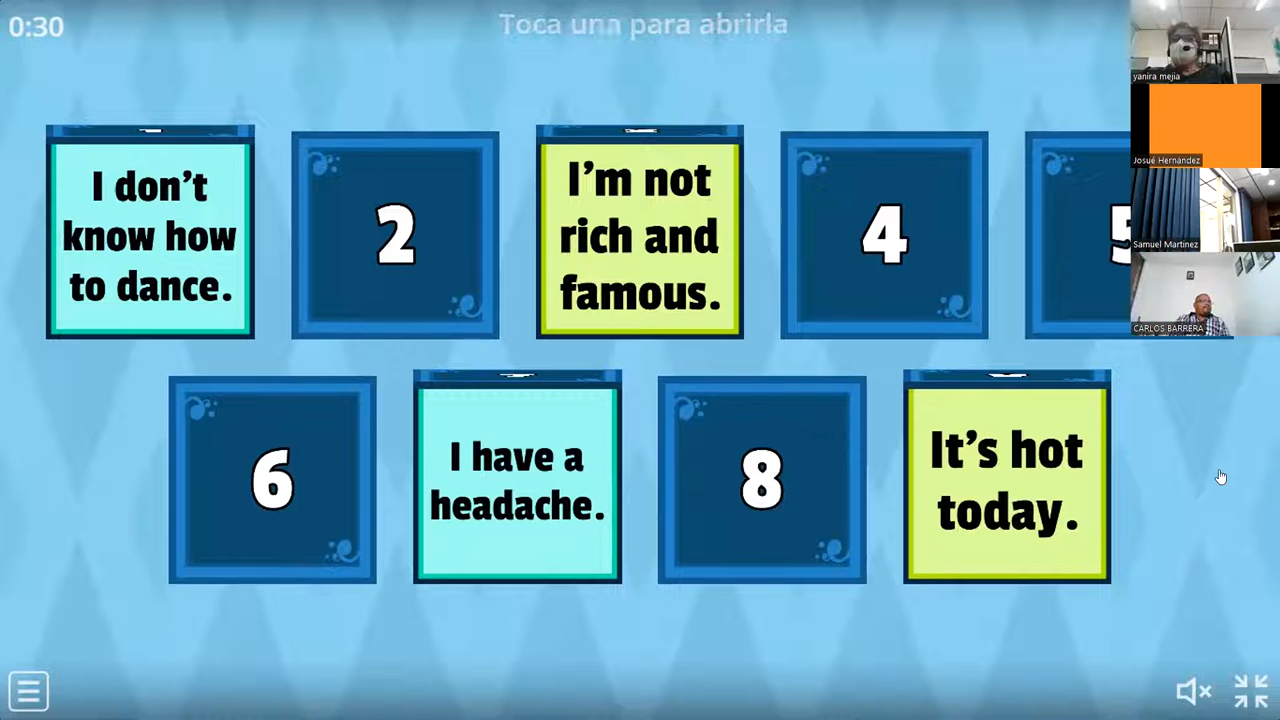 0:30
Toca una para abrirla
yanira mejia
Josué Hernández
Samuel Martinez
CARLOS BARRERA
I don't
know how
to dance.
2
I'm not
rich and
famous.
4
5
6
I have a
headache.
8
It's hot
today.